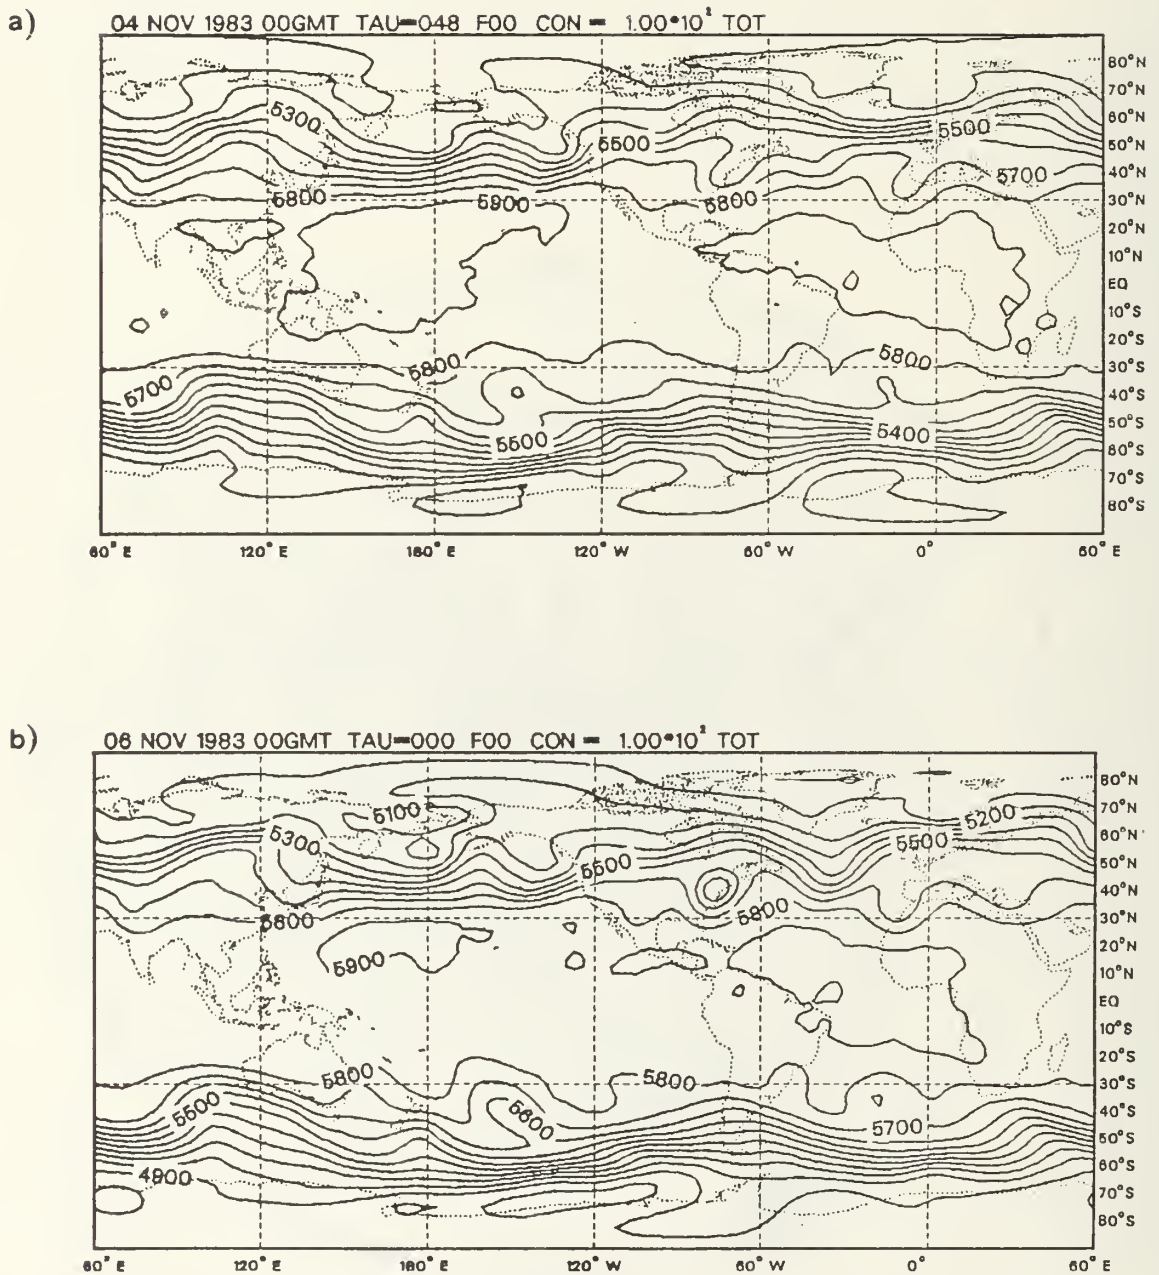 a)
04 NOV 1983 00GMT TAU=048 F00 CON = 1.00*10² TOT
80°N
70°N
60°N
50°N
40°N
30°N
20°N
10°N
EQ
10°S
20°S
30°S
40°S
50°S
60°S
70°S
80°S
5300
5500
5500
5700
5800
5900
5800
5800
5800
5700
5500
5400
60°E
120°E
180°E
120°W
60°W
0°
60°E
b)
06 NOV 1983 00GMT TAU=000 F00 CON = 1.00*10² TOT
80°N
70°N
60°N
50°N
40°N
30°N
20°N
10°N
EQ
10°S
20°S
30°S
40°S
50°S
60°S
70°S
80°S
5100
5200
5300
5500
5500
5800
5800
5900
5800
5800
5500
5600
5700
4900
60°E
120°E
180°E
120°W
60°W
0°
60°E